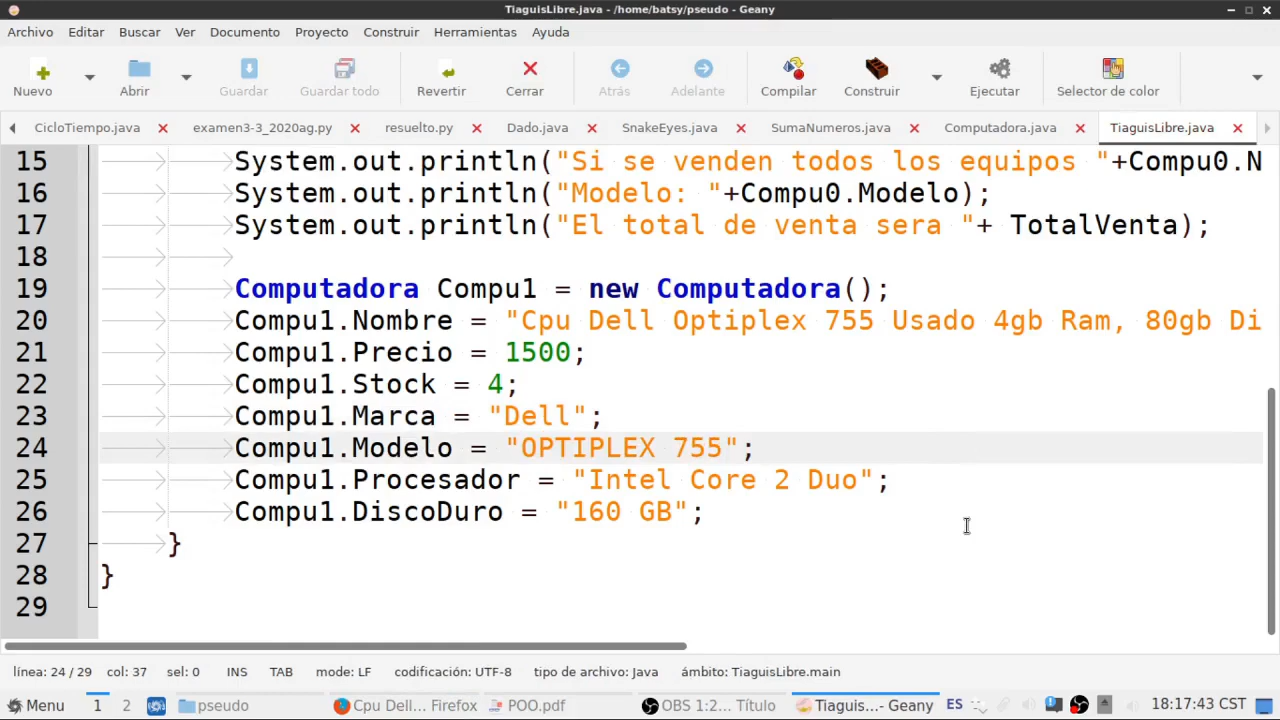 TiaguisLibre.java - /home/batsy/pseudo - Geany
Archivo Editar Buscar Ver Documento Proyecto Construir Herramientas Ayuda
Nuevo Abrir Guardar Guardar todo Revertir Cerrar Atrás Adelante Compilar Construir Ejecutar Selector de color
CicloTiempo.java examen3-3_2020ag.py resuelto.py Dado.java SnakeEyes.java SumaNumeros.java Computadora.java TiaguisLibre.java
15 System.out.println("Si se venden todos los equipos "+Compu0.N
16 System.out.println("Modelo: "+Compu0.Modelo);
17 System.out.println("El total de venta sera "+ TotalVenta);
18
19 Computadora Compu1 = new Computadora();
20 Compu1.Nombre = "Cpu Dell Optiplex 755 Usado 4gb Ram, 80gb Di
21 Compu1.Precio = 1500;
22 Compu1.Stock = 4;
23 Compu1.Marca = "Dell";
24 Compu1.Modelo = "OPTIPLEX 755";
25 Compu1.Procesador = "Intel Core 2 Duo";
26 Compu1.DiscoDuro = "160 GB";
27 }
28 }
29
línea: 24 / 29 col: 37 sel: 0 INS TAB mode: LF codificación: UTF-8 tipo de archivo: Java ámbito: TiaguisLibre.main
Menu 1 2 pseudo Cpu Dell... Firefox POO.pdf OBS 1:2... Título Tiaguis...- Geany ES 18:17:43 CST